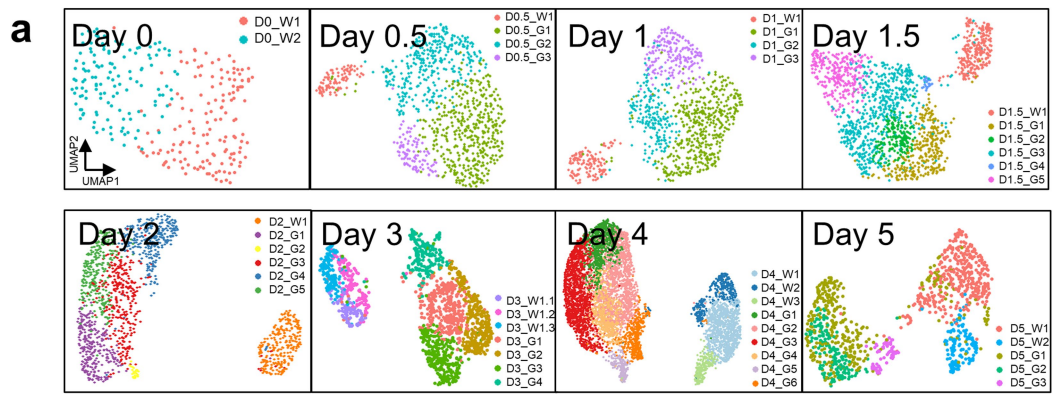 a
Day 0
D0_W1
D0_W2
UMAP2
UMAP1
Day 0.5
D0.5_W1
D0.5_G1
D0.5_G2
D0.5_G3
Day 1
D1_W1
D1_G1
D1_G2
D1_G3
Day 1.5
D1.5_W1
D1.5_G1
D1.5_G2
D1.5_G3
D1.5_G4
D1.5_G5
Day 2
D2_W1
D2_G1
D2_G2
D2_G3
D2_G4
D2_G5
Day 3
D3_W1.1
D3_W1.2
D3_W1.3
D3_G1
D3_G2
D3_G3
D3_G4
Day 4
D4_W1
D4_W2
D4_W3
D4_G1
D4_G2
D4_G3
D4_G4
D4_G5
D4_G6
Day 5
D5_W1
D5_W2
D5_G1
D5_G2
D5_G3